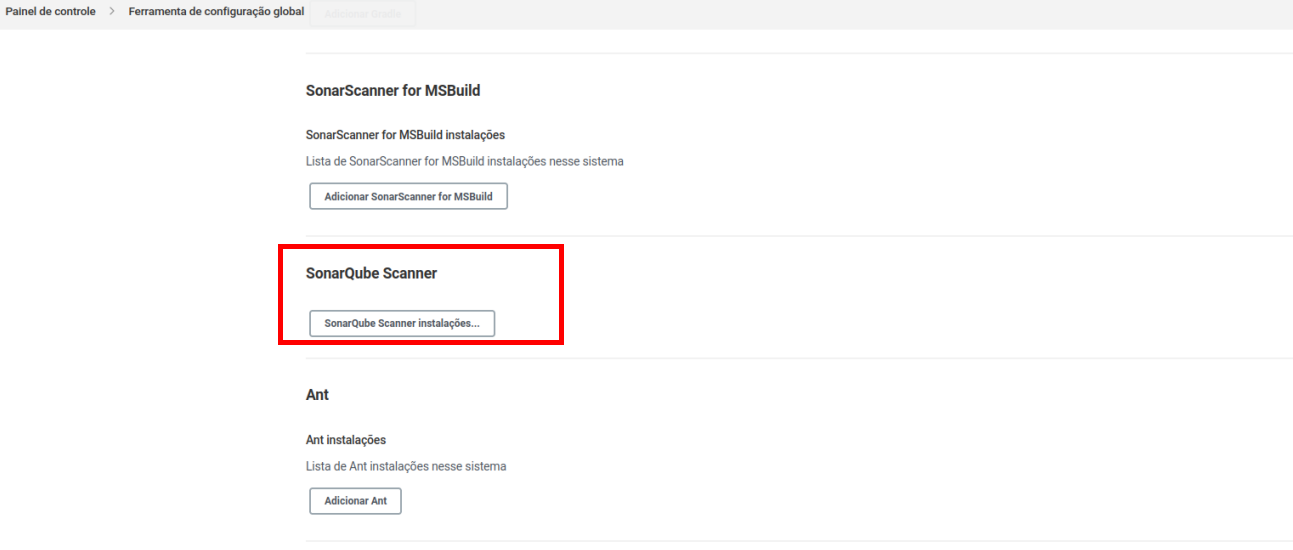 Painel de controle > Ferramenta de configuração global
Adicionar Gradle
SonarScanner for MSBuild
SonarScanner for MSBuild instalações
Lista de SonarScanner for MSBuild instalações nesse sistema
Adicionar SonarScanner for MSBuild
SonarQube Scanner
SonarQube Scanner instalações...
Ant
Ant instalações
Lista de Ant instalações nesse sistema
Adicionar Ant